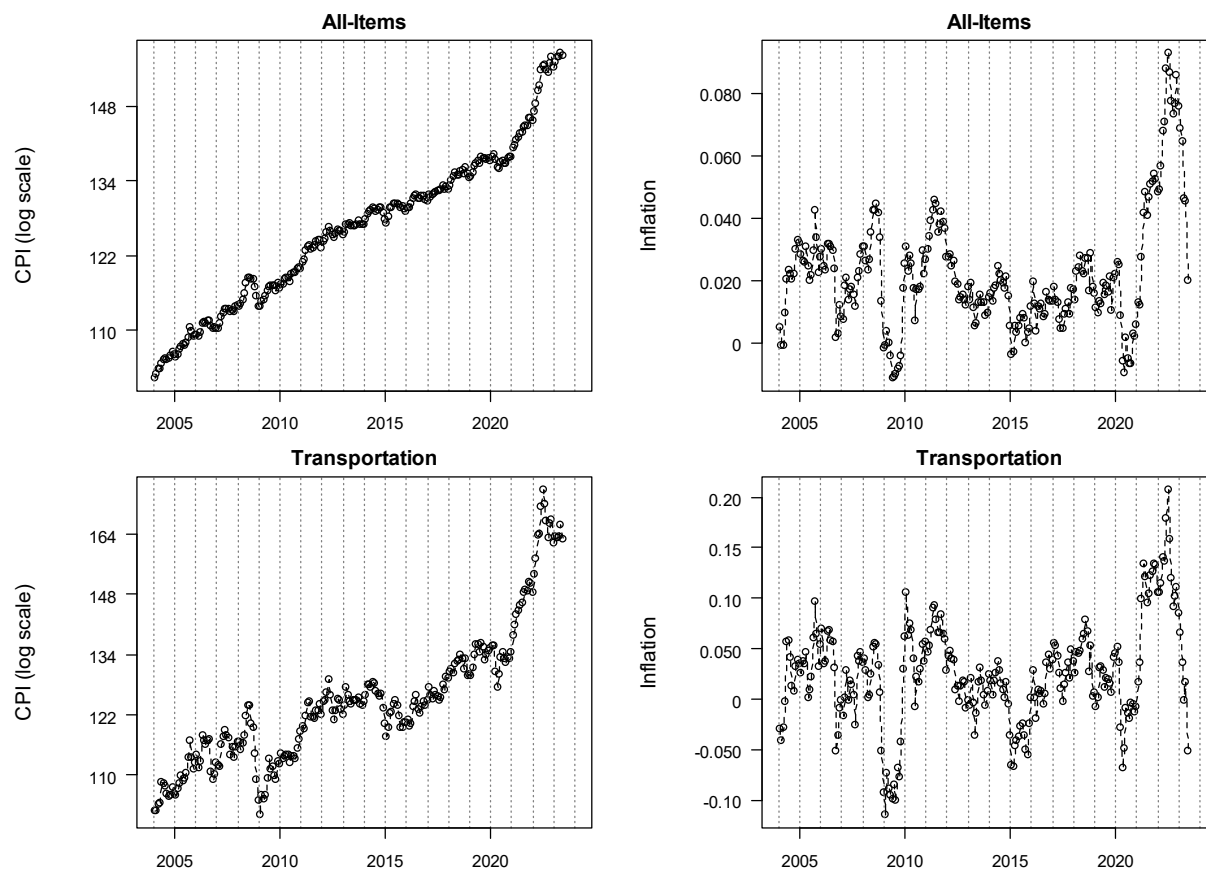 All-Items
CPI (log scale)
148
134
122
110
2005 2010 2015 2020
All-Items
Inflation
0.080
0.060
0.040
0.020
0
2005 2010 2015 2020
Transportation
CPI (log scale)
164
148
134
122
110
2005 2010 2015 2020
Transportation
Inflation
0.20
0.15
0.10
0.050
0
-0.050
-0.10
2005 2010 2015 2020